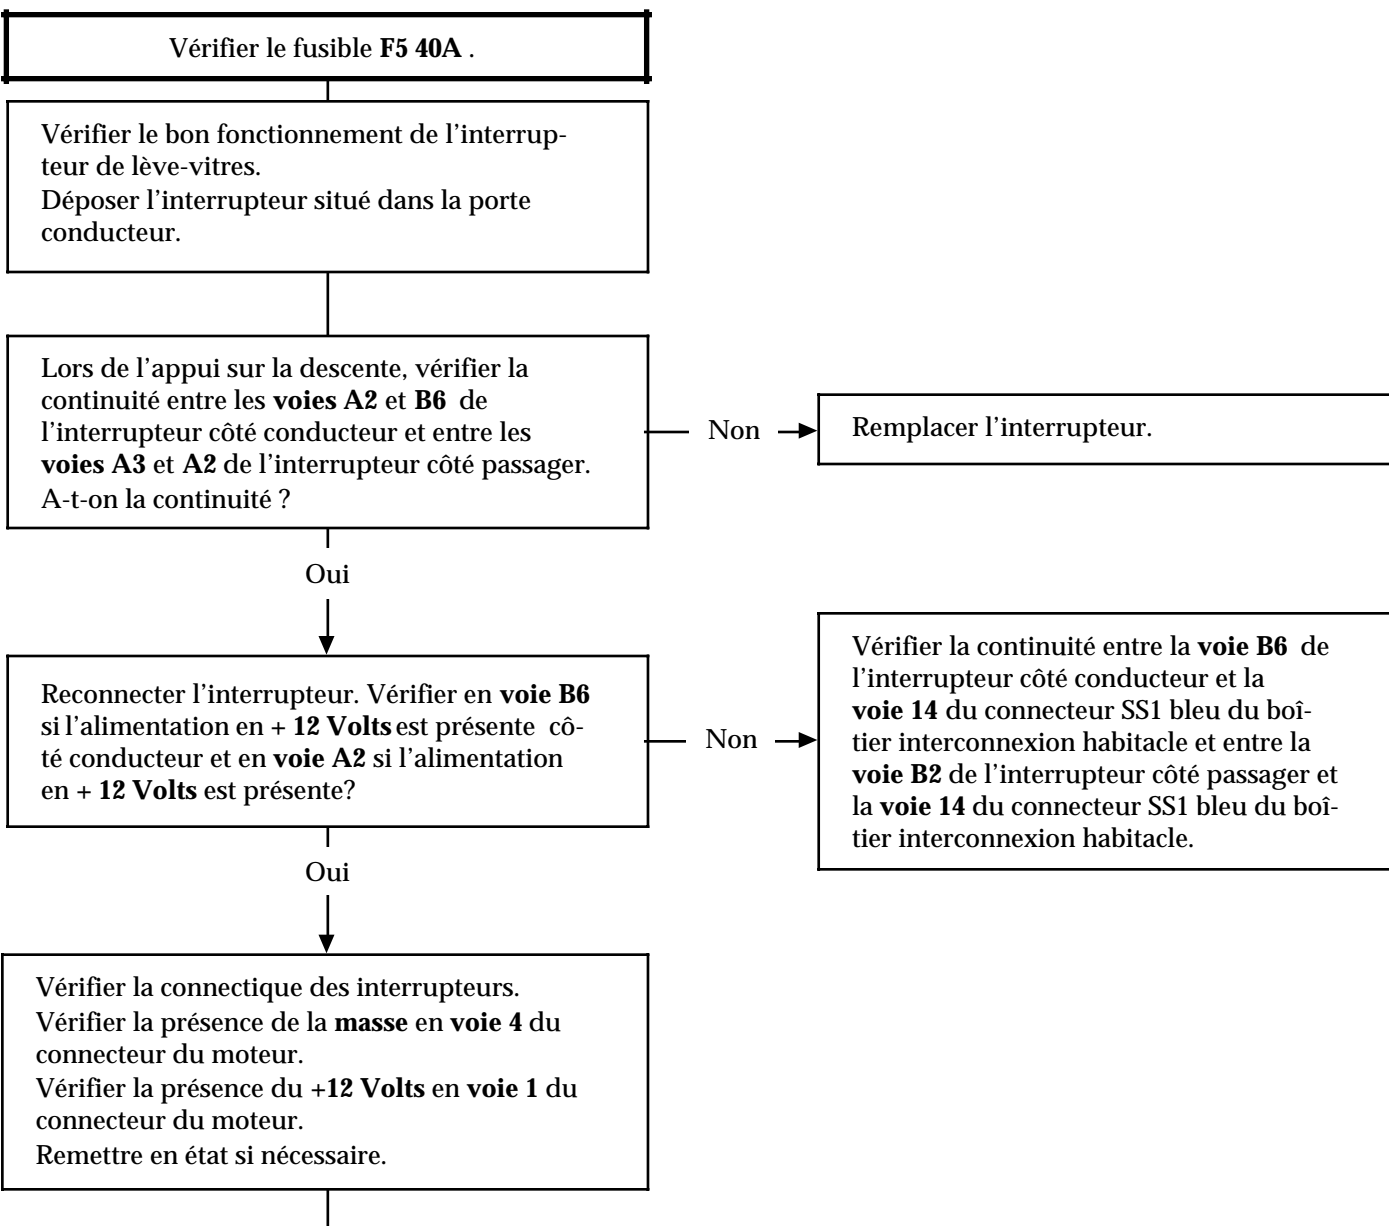 Vérifier le fusible F5 40A .
Vérifier le bon fonctionnement de l'interrup-
teur de lève-vitres.
Déposer l'interrupteur situé dans la porte
conducteur.
Lors de l'appui sur la descente, vérifier la
continuité entre les voies A2 et B6 de
l'interrupteur côté conducteur et entre les
voies A3 et A2 de l'interrupteur côté passager.
A-t-on la continuité ?
Non
Remplacer l'interrupteur.
Oui
Reconnecter l'interrupteur. Vérifier en voie B6
si l'alimentation en + 12 Volts est présente cô-
té conducteur et en voie A2 si l'alimentation
en + 12 Volts est présente?
Non
Vérifier la continuité entre la voie B6 de
l'interrupteur côté conducteur et la
voie 14 du connecteur SS1 bleu du boî-
tier interconnexion habitacle et entre la
voie B2 de l'interrupteur côté passager et
la voie 14 du connecteur SS1 bleu du boî-
tier interconnexion habitacle.
Oui
Vérifier la connectique des interrupteurs.
Vérifier la présence de la masse en voie 4 du
connecteur du moteur.
Vérifier la présence du +12 Volts en voie 1 du
connecteur du moteur.
Remettre en état si nécessaire.